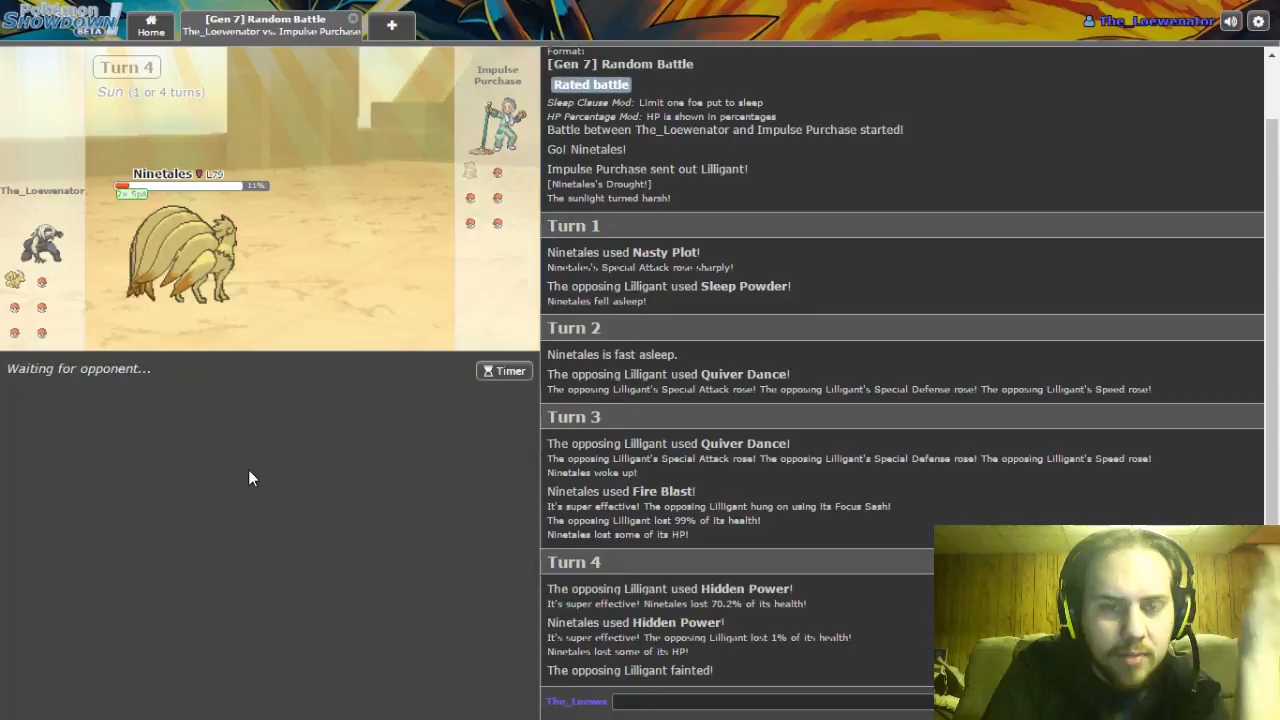 Pokémon
SHOWDOWN!
BETA
Home
[Gen 7] Random Battle
The_Loewenator vs. Impulse Purchase
+
The_Loewenator
Turn 4
Sun (1 or 4 turns)
Impulse
Purchase
Ninetales L79
11%
2× SpA
The_Loewenator
Waiting for opponent...
Timer
Format:
[Gen 7] Random Battle
Rated battle
Sleep Clause Mod: Limit one foe put to sleep
HP Percentage Mod: HP is shown in percentages
Battle between The_Loewenator and Impulse Purchase started!
Go! Ninetales!
Impulse Purchase sent out Lilligant!
[Ninetales's Drought!]
The sunlight turned harsh!
Turn 1
Ninetales used Nasty Plot!
Ninetales's Special Attack rose sharply!
The opposing Lilligant used Sleep Powder!
Ninetales fell asleep!
Turn 2
Ninetales is fast asleep.
The opposing Lilligant used Quiver Dance!
The opposing Lilligant's Special Attack rose! The opposing Lilligant's Special Defense rose! The opposing Lilligant's Speed rose!
Turn 3
The opposing Lilligant used Quiver Dance!
The opposing Lilligant's Special Attack rose! The opposing Lilligant's Special Defense rose! The opposing Lilligant's Speed rose!
Ninetales woke up!
Ninetales used Fire Blast!
It's super effective! The opposing Lilligant hung on using its Focus Sash!
The opposing Lilligant lost 99% of its health!
Ninetales lost some of its HP!
Turn 4
The opposing Lilligant used Hidden Power!
It's super effective! Ninetales lost 70.2% of its health!
Ninetales used Hidden Power!
It's super effective! The opposing Lilligant lost 1% of its health!
Ninetales lost some of its HP!
The opposing Lilligant fainted!
The_Loewe